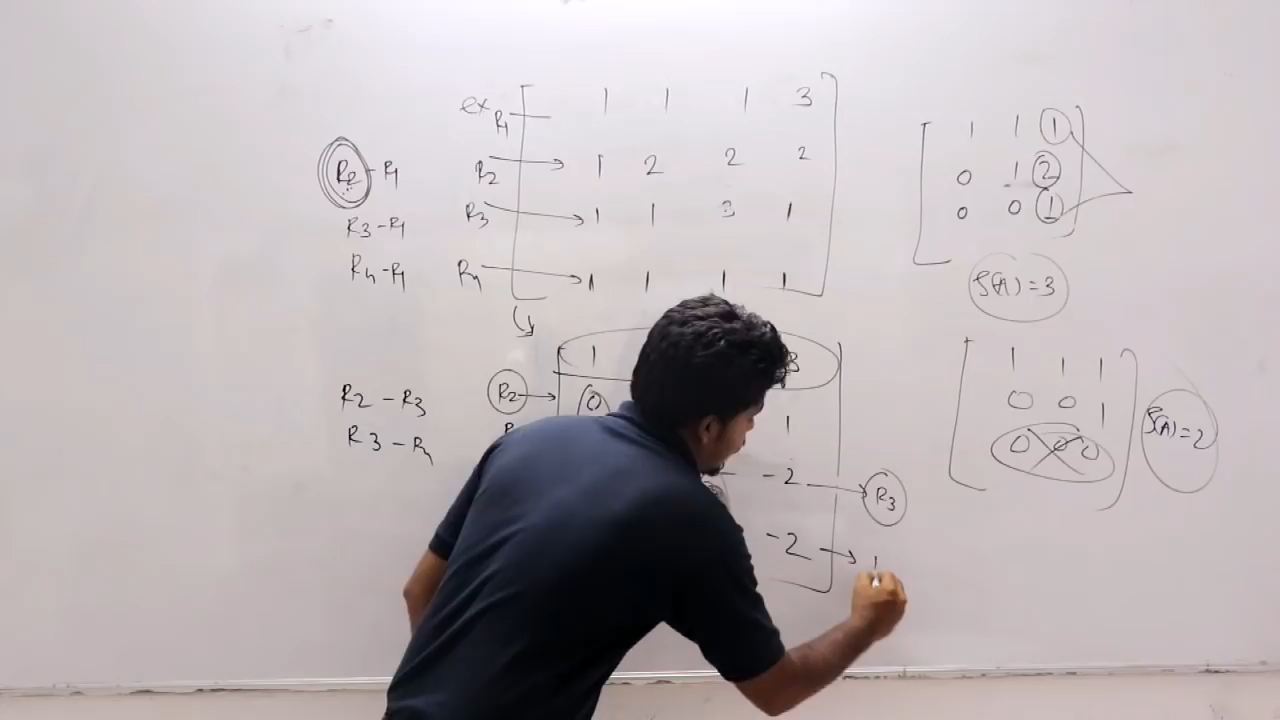 ex
R1 1 1 1 3
R2 - R1 R2 1 2 2 2
R3 - R1 R3 1 1 3 1
R4 - R1 R4 1 1 1 1
1 3
R2 - R3 R2 0
R3 - R4 1
-2 R3
-2
1 1 1
0 1 2
0 0 1
ρ(A) = 3
1 1 1
0 0 1
0 0 0
ρ(A) = 2